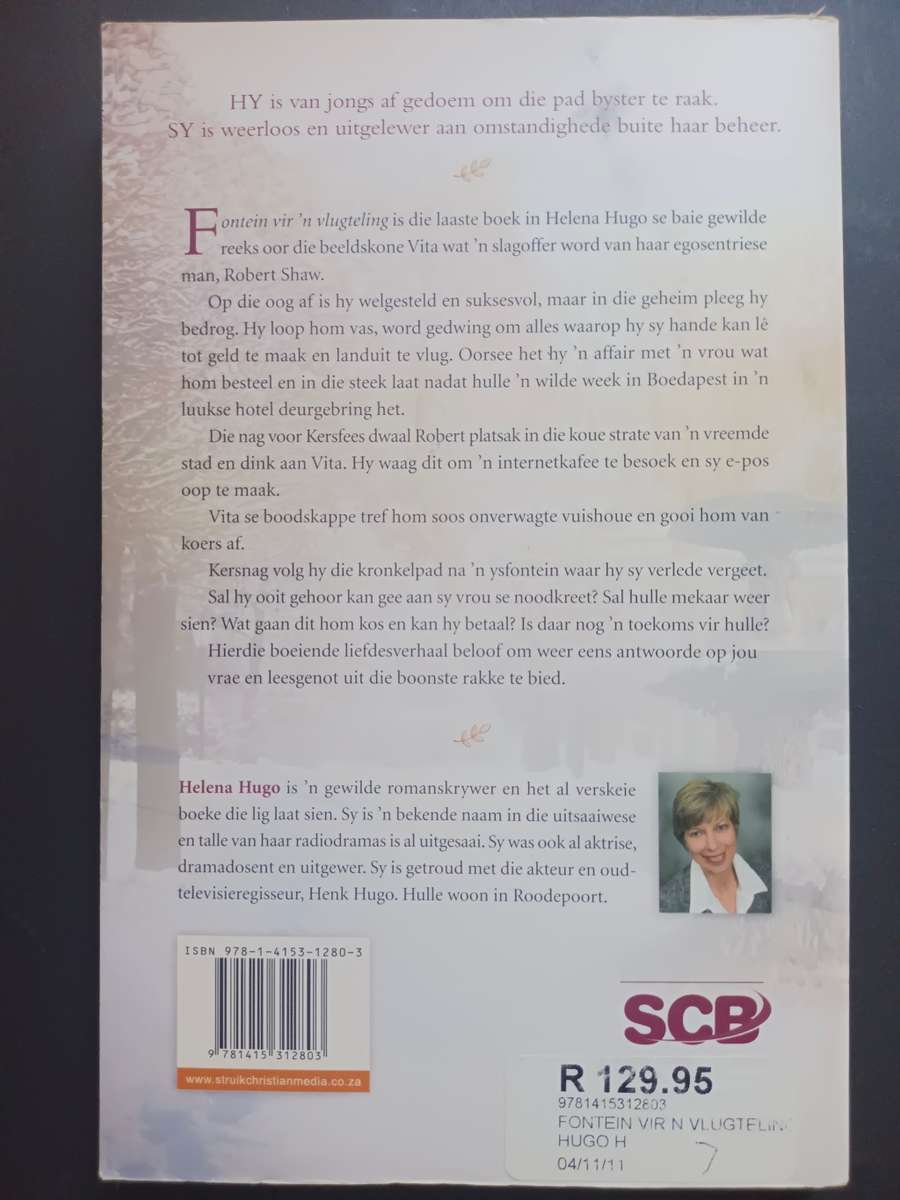 HY is van jongs af gedoem om die pad byster te raak.
SY is weerloos en uitgelewer aan omstandighede buite haar beheer.
Fontein vir 'n vlugteling is die laaste boek in Helena Hugo se baie gewilde
reeks oor die beeldskone Vita wat 'n slagoffer word van haar egosentriese
man, Robert Shaw.
Op die oog af is hy welgesteld en suksesvol, maar in die geheim pleeg hy
bedrog. Hy loop hom vas, word gedwing om alles waarop hy sy hande kan lê
tot geld te maak en landuit te vlug. Oorsee het hy 'n affair met 'n vrou wat
hom besteel en in die steek laat nadat hulle 'n wilde week in Boedapest in 'n
luukse hotel deurgebring het.
Die nag voor Kersfees dwaal Robert platsak in die koue strate van 'n vreemde
stad en dink aan Vita. Hy waag dit om 'n internetkafee te besoek en sy e-pos
oop te maak.
Vita se boodskappe tref hom soos onverwagte vuishoue en gooi hom van
koers af.
Kersnag volg hy die kronkelpad na 'n ysfontein waar hy sy verlede vergeet.
Sal hy ooit gehoor kan gee aan sy vrou se noodkreet? Sal hulle mekaar weer
sien? Wat gaan dit hom kos en kan hy betaal? Is daar nog 'n toekoms vir hulle?
Hierdie boeiende liefdesverhaal beloof om weer eens antwoorde op jou
vrae en leesgenot uit die boonste rakke te bied.
Helena Hugo is 'n gewilde romanskrywer en het al verskeie
boeke die lig laat sien. Sy is 'n bekende naam in die uitsaaiwese
en talle van haar radiodramas is al uitgesaai. Sy was ook al aktrise,
dramadosent en uitgewer. Sy is getroud met die akteur en oud-
televisieregisseur, Henk Hugo. Hulle woon in Roodepoort.
ISBN 978-1-4153-1280-3
9 781415 312803
www.struikchristianmedia.co.za
SCB
R 129.95
9781415312803
FONTEIN VIR N VLUGTELING
HUGO H
7
04/11/11